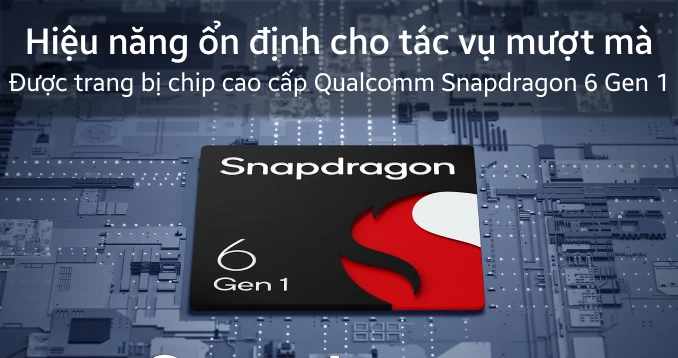 Hiệu năng ổn định cho tác vụ mượt mà
Được trang bị chip cao cấp Qualcomm Snapdragon 6 Gen 1
Snapdragon
6
Gen 1